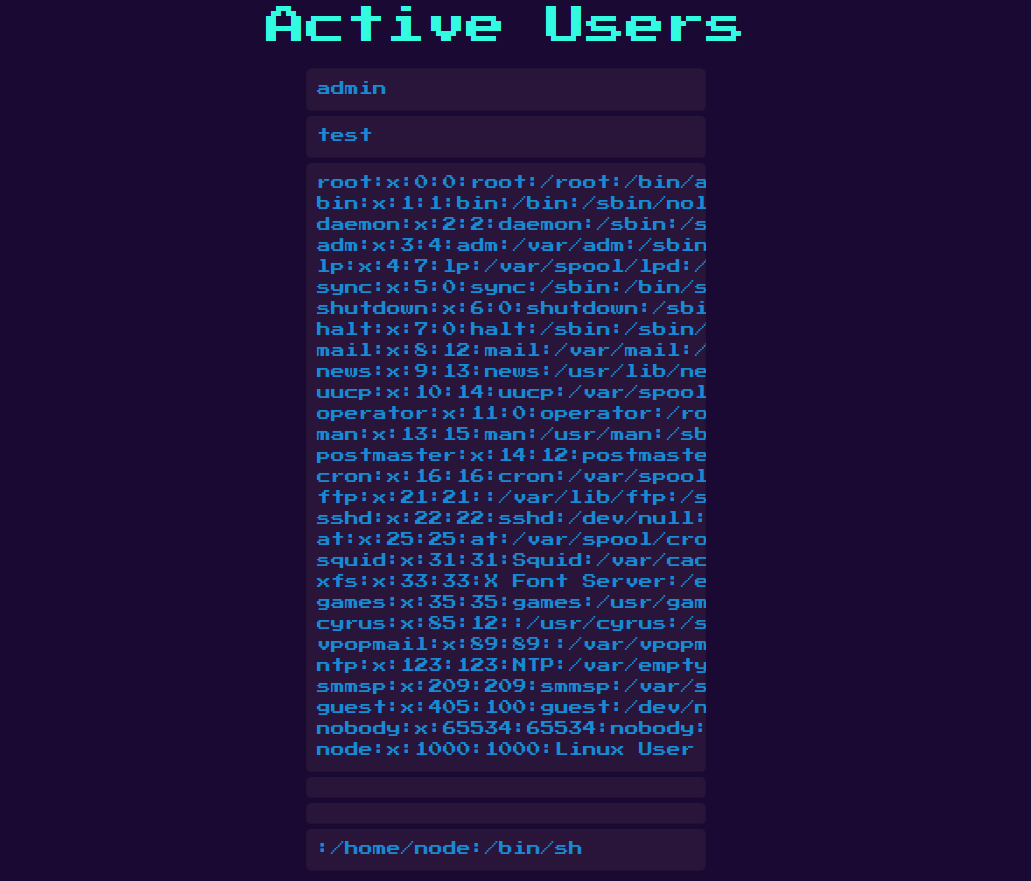 Active Users
admin
test
root:x:0:0:root:/root:/bin/a
bin:x:1:1:bin:/bin:/sbin/nol
daemon:x:2:2:daemon:/sbin:/s
adm:x:3:4:adm:/var/adm:/sbin
lp:x:4:7:lp:/var/spool/lpd:/
sync:x:5:0:sync:/sbin:/bin/s
shutdown:x:6:0:shutdown:/sbi
halt:x:7:0:halt:/sbin:/sbin/
mail:x:8:12:mail:/var/mail:/
news:x:9:13:news:/usr/lib/ne
uucp:x:10:14:uucp:/var/spool
operator:x:11:0:operator:/ro
man:x:13:15:man:/usr/man:/sb
postmaster:x:14:12:postmaste
cron:x:16:16:cron:/var/spool
ftp:x:21:21::/var/lib/ftp:/s
sshd:x:22:22:sshd:/dev/null:
at:x:25:25:at:/var/spool/cro
squid:x:31:31:Squid:/var/cac
xfs:x:33:33:X Font Server:/e
games:x:35:35:games:/usr/gam
cyrus:x:85:12::/usr/cyrus:/s
vpopmail:x:89:89::/var/vpopm
ntp:x:123:123:NTP:/var/empty
smmsp:x:209:209:smmsp:/var/s
guest:x:405:100:guest:/dev/n
nobody:x:65534:65534:nobody:
node:x:1000:1000:Linux User
:/home/node:/bin/sh